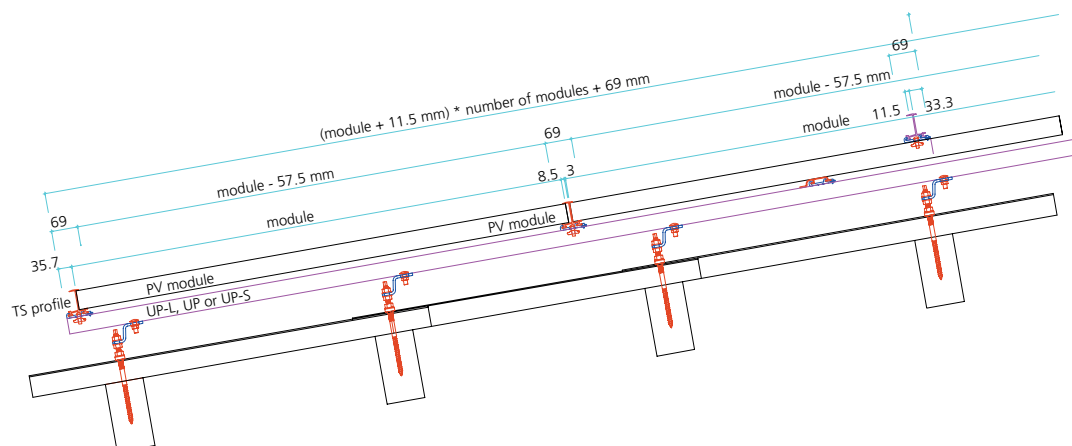 69
(module + 11.5 mm) * number of modules + 69 mm
module - 57.5 mm
11.5
33.3
69
module
module - 57.5 mm
8.5
3
69
module
PV module
35.7
PV module
TS profile
UP-L, UP or UP-S